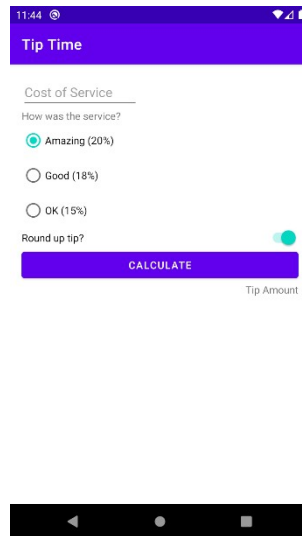 11:44
Tip Time
Cost of Service
How was the service?
Amazing (20%)
Good (18%)
OK (15%)
Round up tip?
CALCULATE
Tip Amount